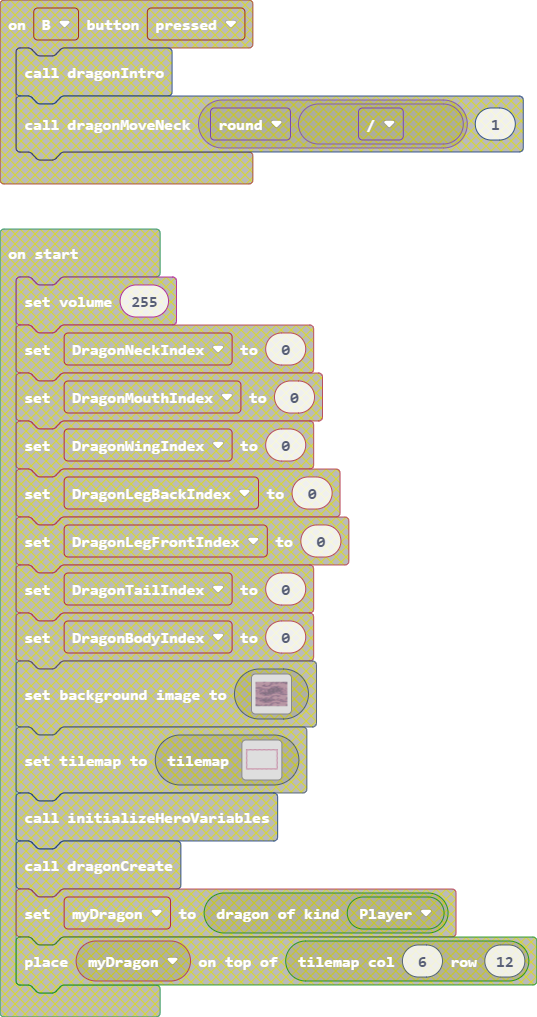 on B button pressed
call dragonIntro
call dragonMoveNeck round / 1
on start
set volume 255
set DragonNeckIndex to 0
set DragonMouthIndex to 0
set DragonWingIndex to 0
set DragonLegBackIndex to 0
set DragonLegFrontIndex to 0
set DragonTailIndex to 0
set DragonBodyIndex to 0
set background image to
set tilemap to tilemap
call initializeHeroVariables
call dragonCreate
set myDragon to dragon of kind Player
place myDragon on top of tilemap col 6 row 12